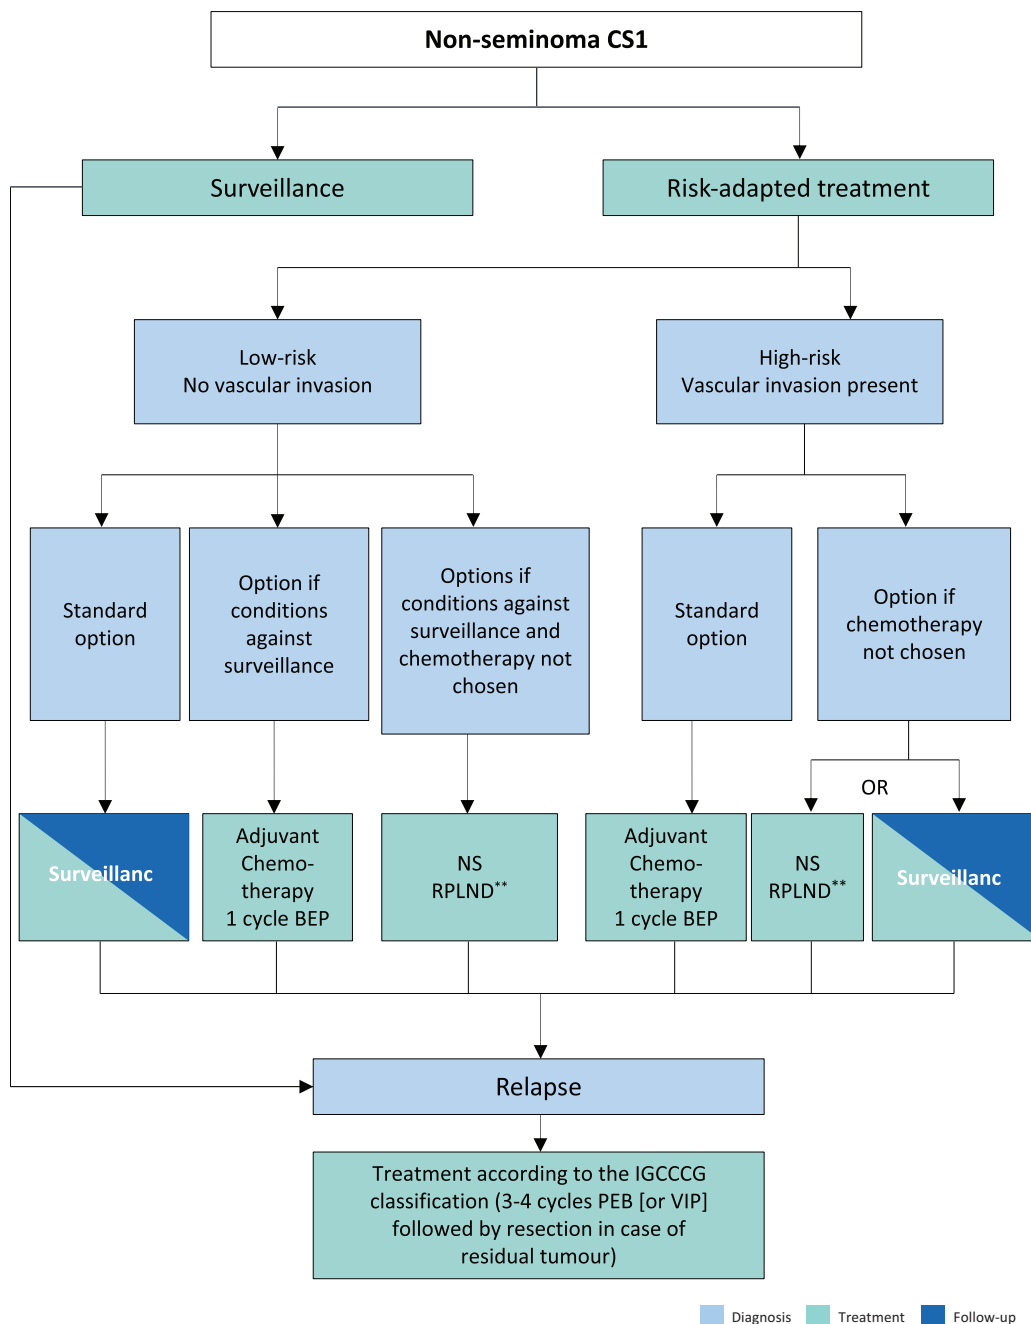 Non-seminoma CS1
Surveillance
Risk-adapted treatment
Low-risk
No vascular invasion
High-risk
Vascular invasion present
Standard
option
Option if
conditions
against
surveillance
Options if
conditions against
surveillance and
chemotherapy not
chosen
Standard
option
Option if
chemotherapy
not chosen
OR
Surveillanc
Adjuvant
Chemo-
therapy
1 cycle BEP
NS
RPLND**
Adjuvant
Chemo-
therapy
1 cycle BEP
NS
RPLND**
Surveillanc
Relapse
Treatment according to the IGCCCG
classification (3-4 cycles PEB [or VIP]
followed by resection in case of
residual tumour)
Diagnosis
Treatment
Follow-up